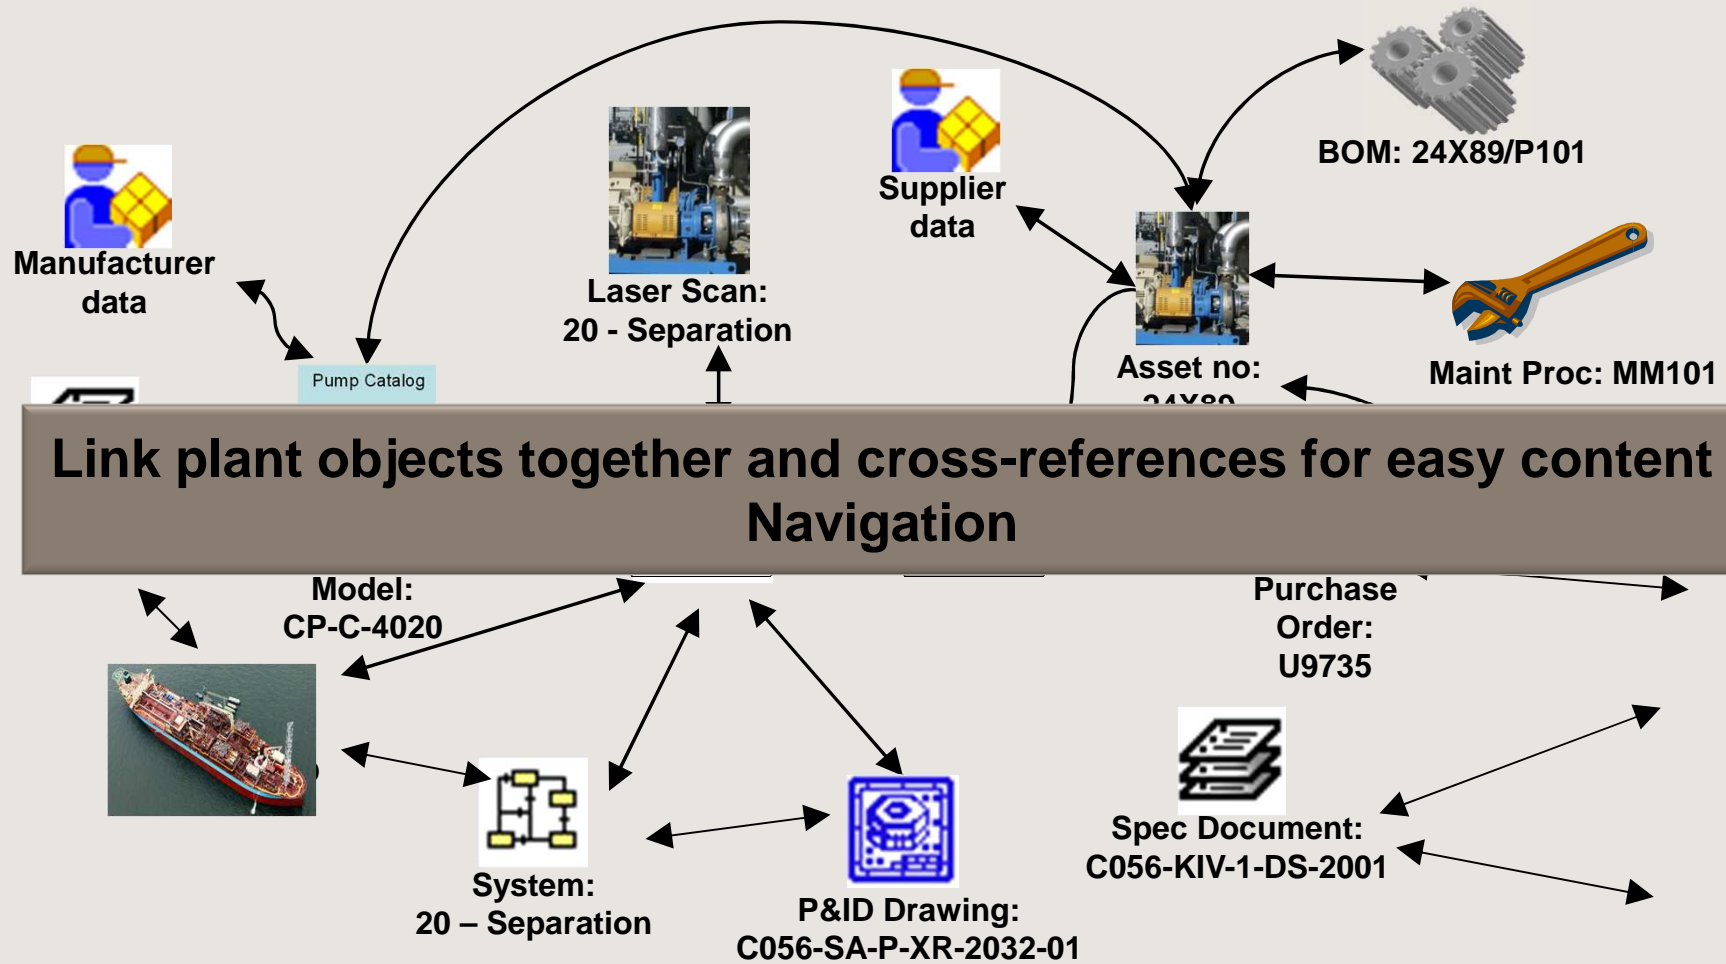 BOM: 24X89/P101
Supplier
data
Manufacturer
data
Laser Scan:
20 - Separation
Pump Catalog
Asset no:
24X89
Maint Proc: MM101
Link plant objects together and cross-references for easy content
Navigation
Model:
CP-C-4020
Purchase
Order:
U9735
Spec Document:
C056-KIV-1-DS-2001
System:
20 – Separation
P&ID Drawing:
C056-SA-P-XR-2032-01